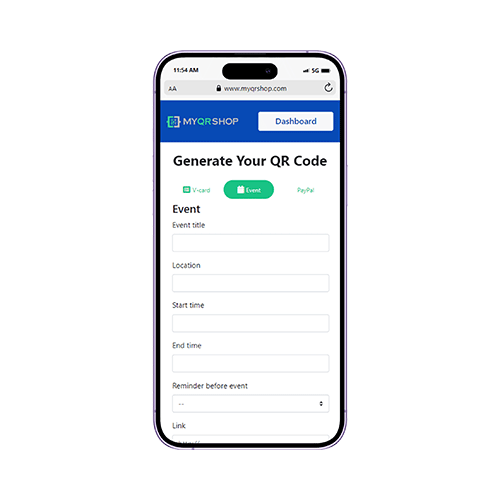 11:54 AM 5G
AA www.myqrshop.com
MYQRSHOP Dashboard
Generate Your QR Code
V-card Event PayPal
Event
Event title
Location
Start time
End time
Reminder before event
--
Link